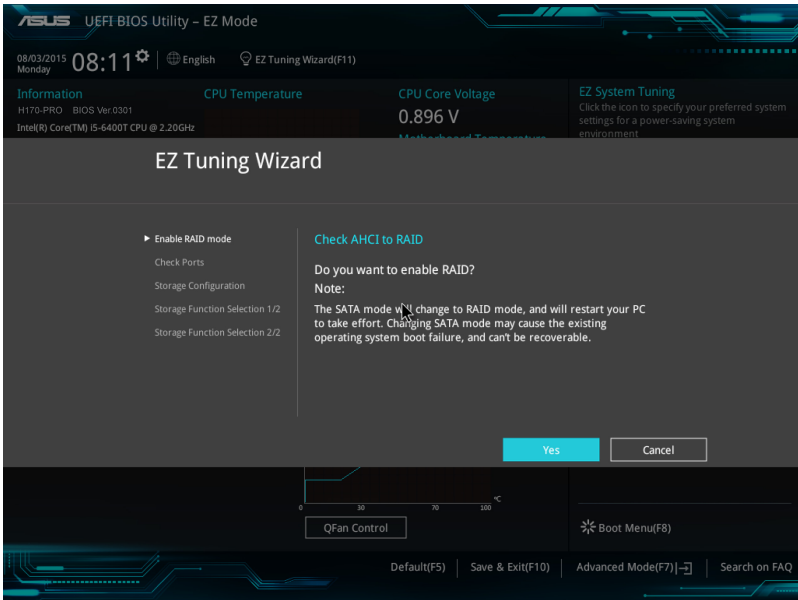 ASUS UEFI BIOS Utility – EZ Mode
08/03/2015
Monday
08:11
English
EZ Tuning Wizard(F11)
Information
H170-PRO BIOS Ver.0301
Intel(R) Core(TM) i5-6400T CPU @ 2.20GHz
CPU Temperature
CPU Core Voltage
0.896 V
Motherboard Temperature
EZ System Tuning
Click the icon to specify your preferred system
settings for a power-saving system
environment
EZ Tuning Wizard
Enable RAID mode
Check Ports
Storage Configuration
Storage Function Selection 1/2
Storage Function Selection 2/2
Check AHCI to RAID
Do you want to enable RAID?
Note:
The SATA mode will change to RAID mode, and will restart your PC
to take effort. Changing SATA mode may cause the existing
operating system boot failure, and can't be recoverable.
Yes
Cancel
°C
0 30 70 100
QFan Control
Boot Menu(F8)
Default(F5)
Save & Exit(F10)
Advanced Mode(F7)
Search on FAQ